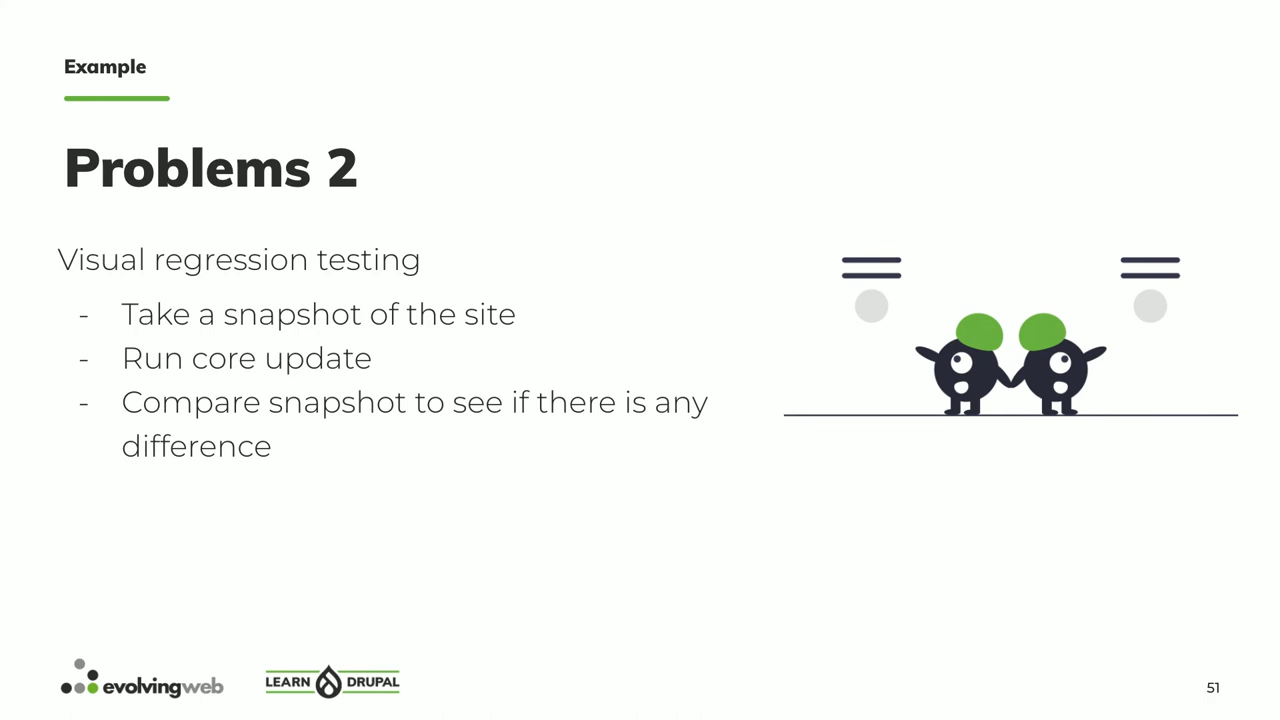 Example
Problems 2
Visual regression testing
- Take a snapshot of the site
- Run core update
- Compare snapshot to see if there is any
difference
evolvingweb
LEARN DRUPAL
51